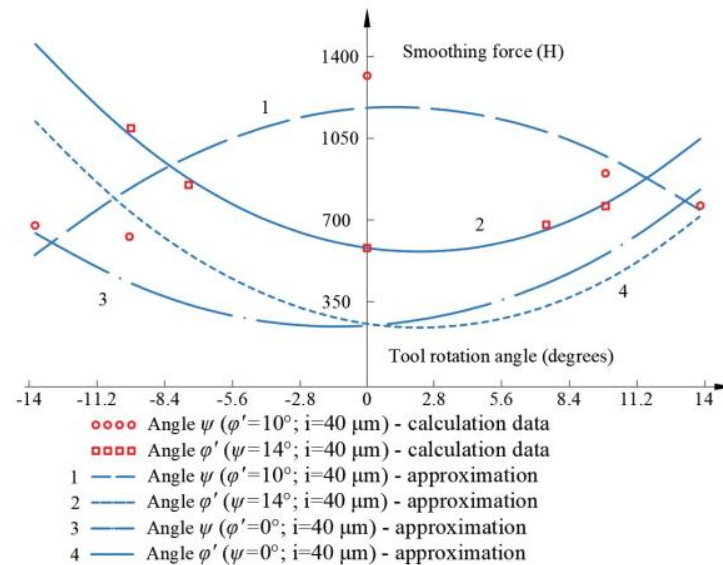 1400
Smoothing force (H)
1
1050
700
2
3
350
4
Tool rotation angle (degrees)
-14 -11.2 -8.4 -5.6 -2.8 0 2.8 5.6 8.4 11.2 14
Angle ψ (φ′=10°; i=40 μm) - calculation data
Angle φ′ (ψ=14°; i=40 μm) - calculation data
1 Angle ψ (φ′=10°; i=40 μm) - approximation
2 Angle φ′ (ψ=14°; i=40 μm) - approximation
3 Angle ψ (φ′=0°; i=40 μm) - approximation
4 Angle φ′ (ψ=0°; i=40 μm) - approximation